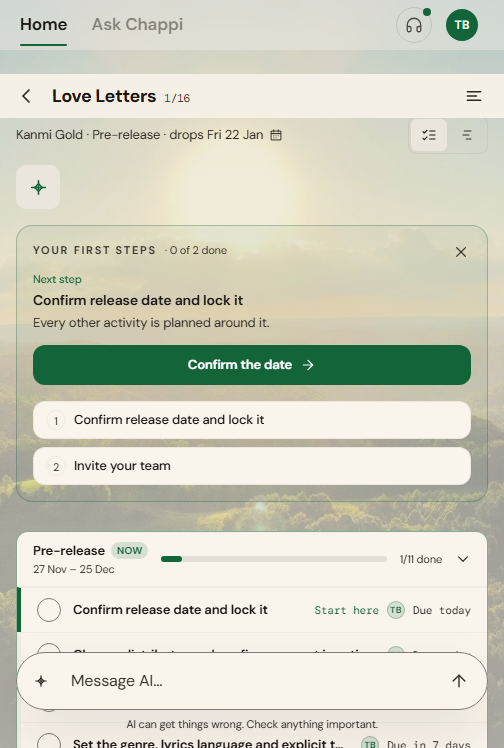 Home
Ask Chappi
TB
Love Letters 1/16
Kanmi Gold · Pre-release · drops Fri 22 Jan
YOUR FIRST STEPS · 0 of 2 done
Next step
Confirm release date and lock it
Every other activity is planned around it.
Confirm the date →
1 Confirm release date and lock it
2 Invite your team
Pre-release NOW
1/11 done
27 Nov – 25 Dec
Confirm release date and lock it Start here TB Due today
Message AI...
AI can get things wrong. Check anything important.
Set the genre, lyrics language and explicit t... TB Due in 7 days